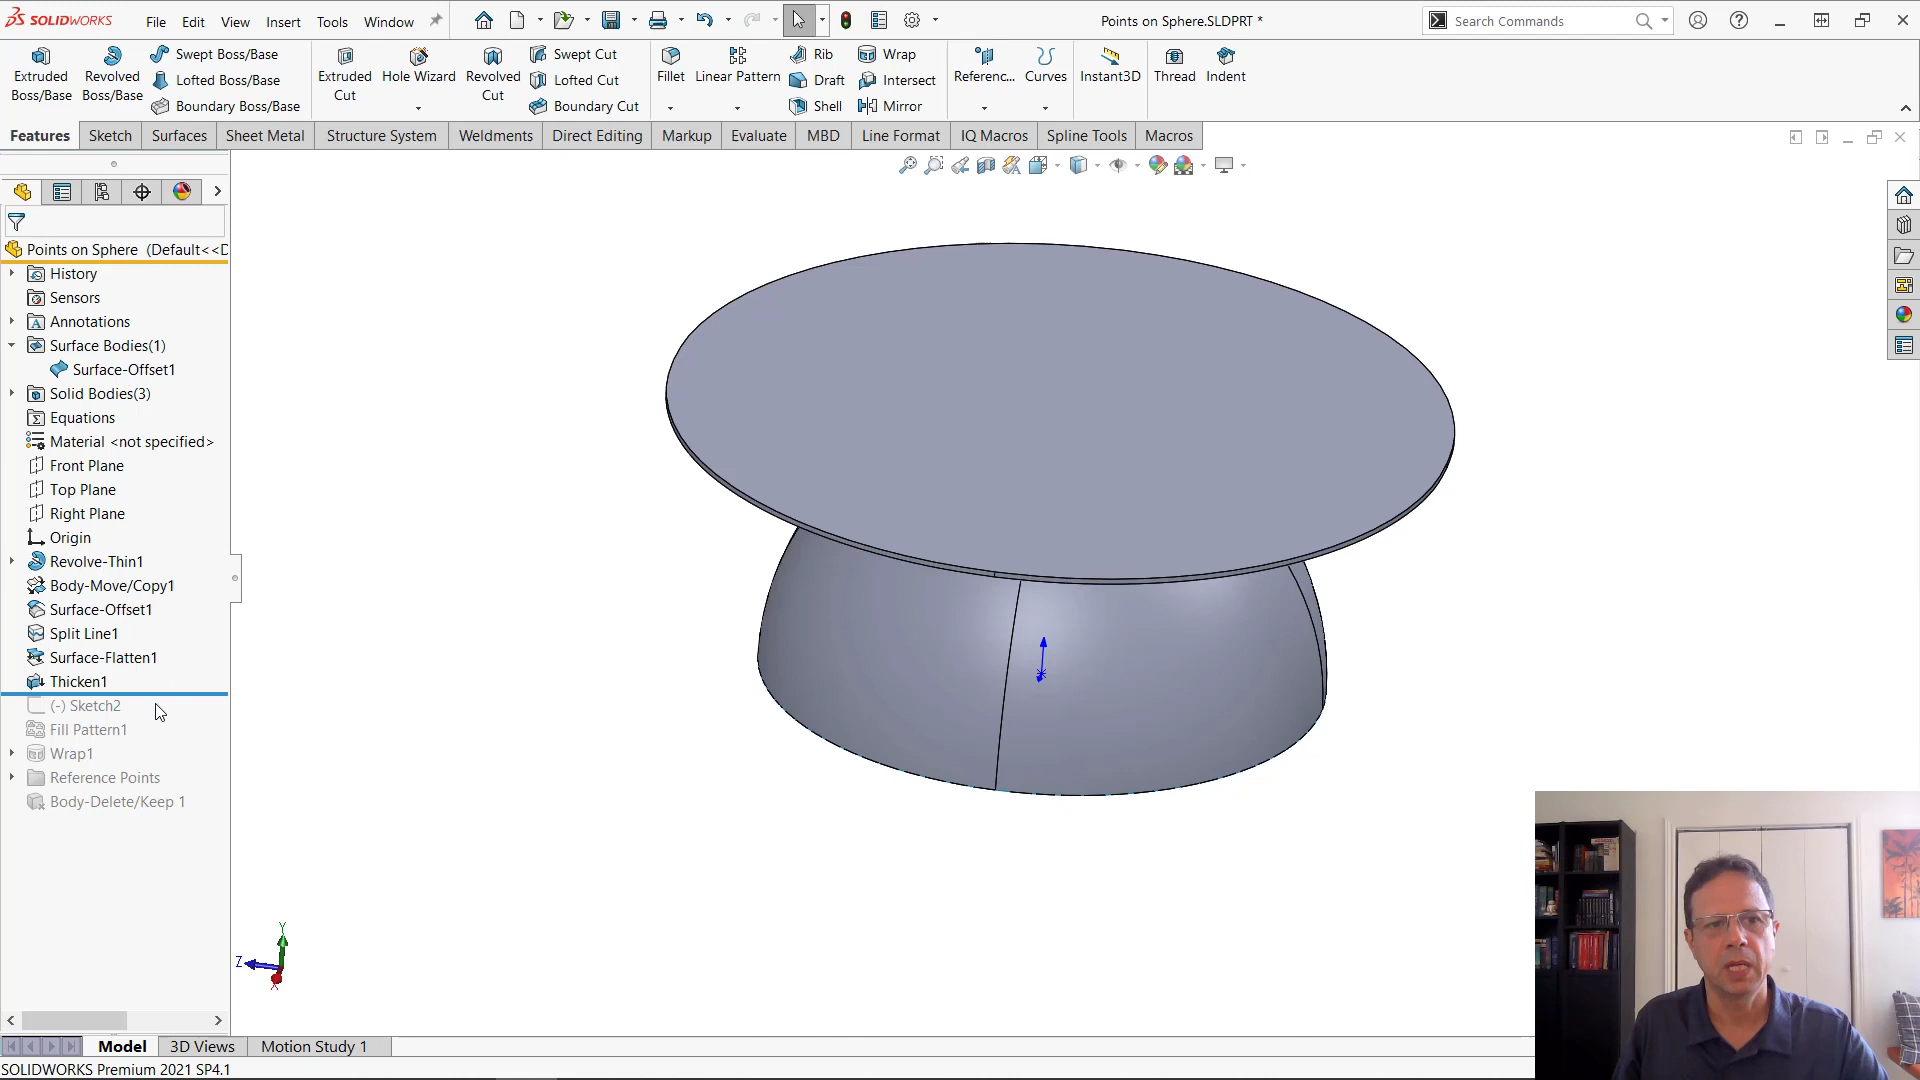 SOLIDWORKS File Edit View Insert Tools Window
Points on Sphere.SLDPRT *
Search Commands
Extruded Boss/Base
Revolved Boss/Base
Swept Boss/Base
Lofted Boss/Base
Boundary Boss/Base
Extruded Cut
Hole Wizard
Revolved Cut
Swept Cut
Lofted Cut
Boundary Cut
Fillet
Linear Pattern
Rib
Draft
Shell
Wrap
Intersect
Mirror
Referenc...
Curves
Instant3D
Thread
Indent
Features Sketch Surfaces Sheet Metal Structure System Weldments Direct Editing Markup Evaluate MBD Line Format IQ Macros Spline Tools Macros
Points on Sphere (Default<<D
History
Sensors
Annotations
Surface Bodies(1)
Surface-Offset1
Solid Bodies(3)
Equations
Material <not specified>
Front Plane
Top Plane
Right Plane
Origin
Revolve-Thin1
Body-Move/Copy1
Surface-Offset1
Split Line1
Surface-Flatten1
Thicken1
(-) Sketch2
Fill Pattern1
Wrap1
Reference Points
Body-Delete/Keep 1
Y
Z
X
Model 3D Views Motion Study 1
SOLIDWORKS Premium 2021 SP4.1